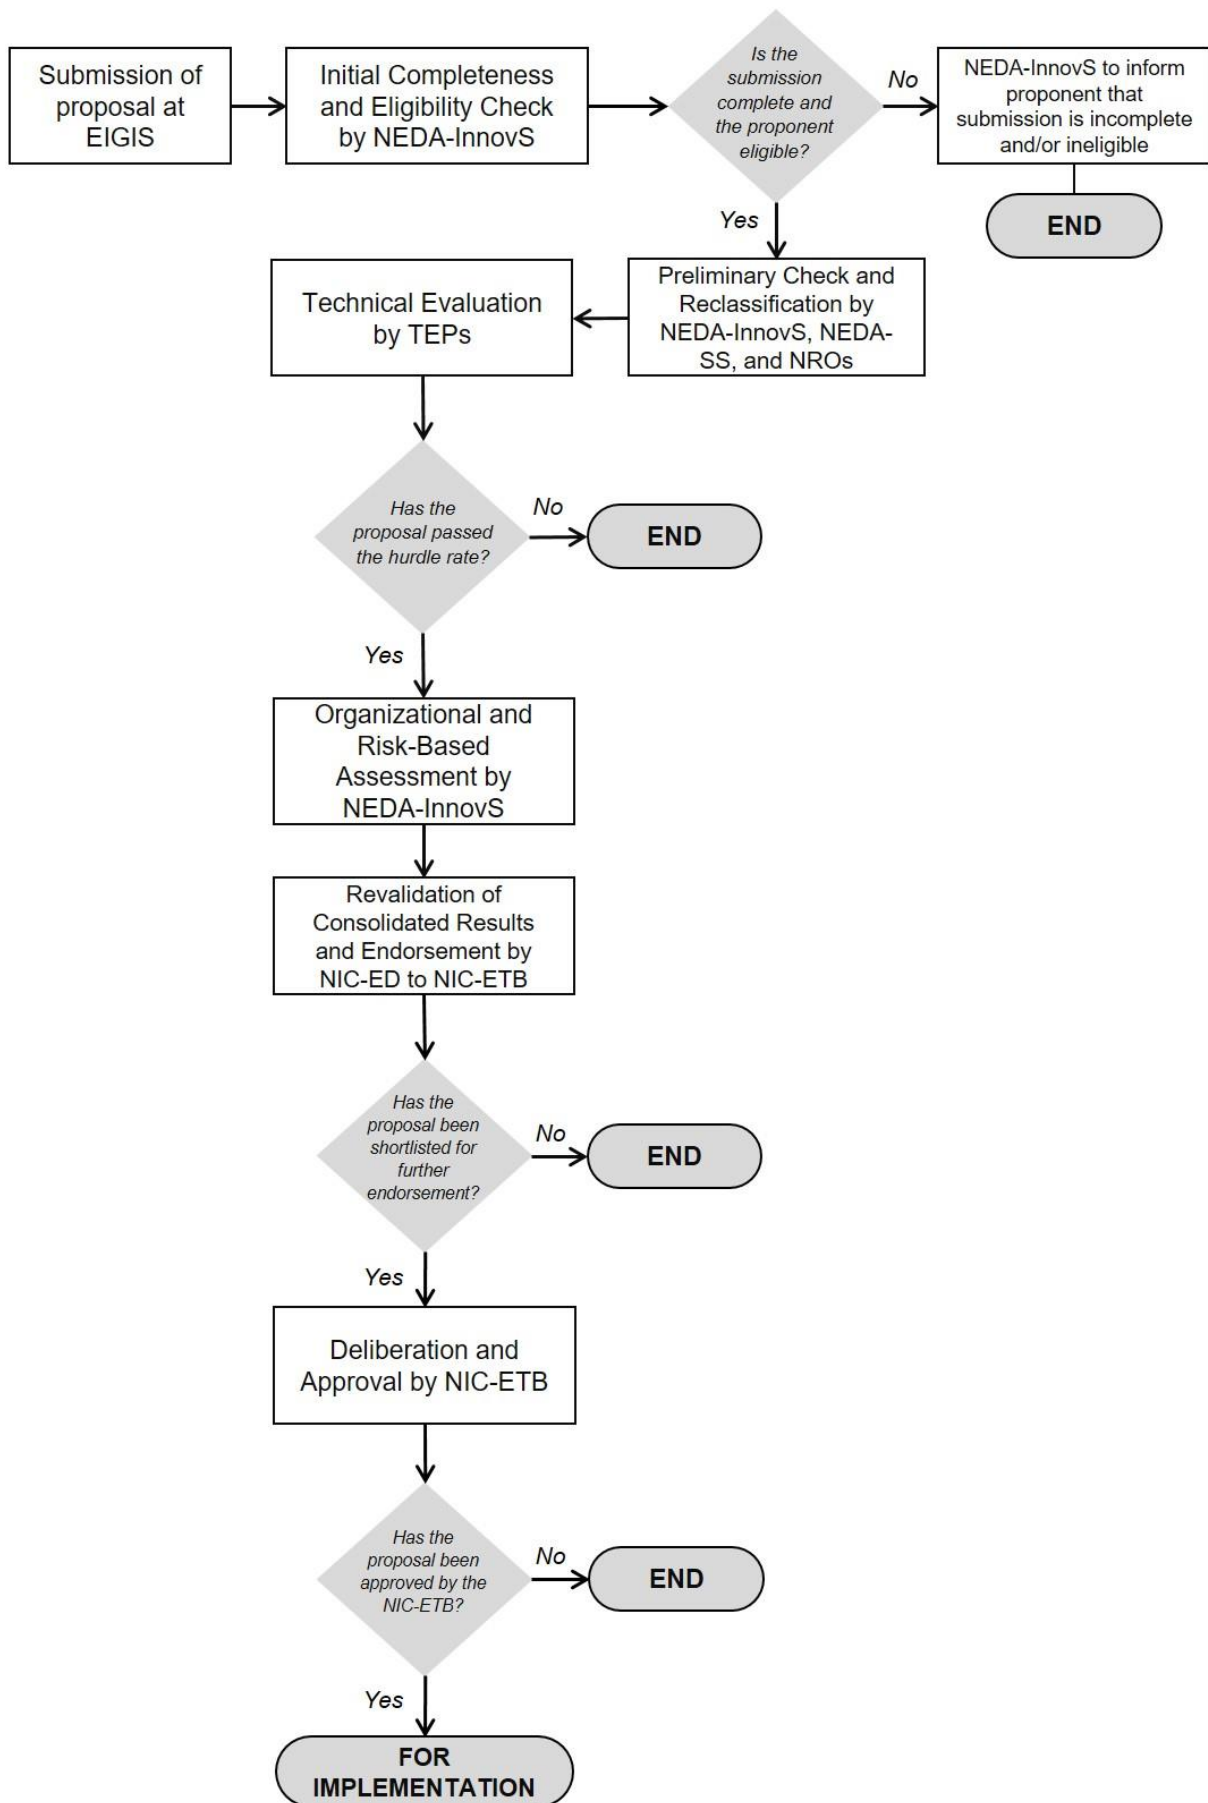 Submission of
proposal at
EIGIS
Initial Completeness
and Eligibility Check
by NEDA-InnovS
Is the
submission
complete and
the proponent
eligible?
No
NEDA-InnovS to inform
proponent that
submission is incomplete
and/or ineligible
END
Yes
Preliminary Check and
Reclassification by
NEDA-InnovS, NEDA-
SS, and NROs
Technical Evaluation
by TEPs
Has the
proposal passed
the hurdle rate?
No
END
Yes
Organizational and
Risk-Based
Assessment by
NEDA-InnovS
Revalidation of
Consolidated Results
and Endorsement by
NIC-ED to NIC-ETB
Has the
proposal been
shortlisted for
further
endorsement?
No
END
Yes
Deliberation and
Approval by NIC-ETB
Has the
proposal been
approved by the
NIC-ETB?
No
END
Yes
FOR
IMPLEMENTATION